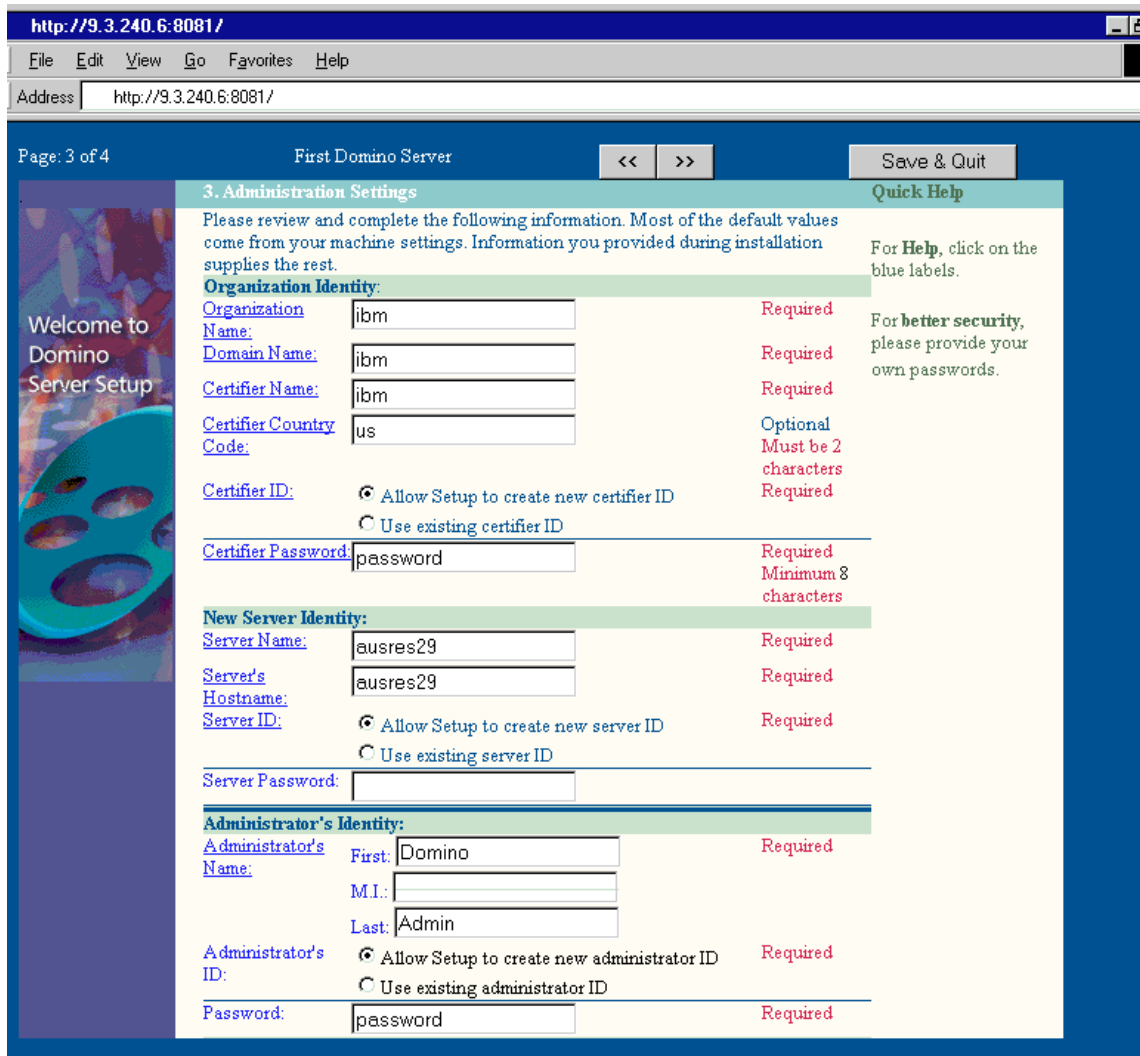 http://9.3.240.6:8081/
File Edit View Go Favorites Help
Address http://9.3.240.6:8081/
Page: 3 of 4 First Domino Server << >> Save & Quit
3. Administration Settings Quick Help
Please review and complete the following information. Most of the default values
come from your machine settings. Information you provided during installation
supplies the rest.
For Help, click on the
blue labels.
For better security,
please provide your
own passwords.
Welcome to
Domino
Server Setup
Organization Identity:
Organization
Name: ibm Required
Domain Name: ibm Required
Certifier Name: ibm Required
Certifier Country
Code: us Optional
Must be 2
characters
Certifier ID: Allow Setup to create new certifier ID Required
Use existing certifier ID
Certifier Password: password Required
Minimum 8
characters
New Server Identity:
Server Name: ausres29 Required
Server's
Hostname: ausres29 Required
Server ID: Allow Setup to create new server ID Required
Use existing server ID
Server Password:
Administrator's Identity:
Administrator's
Name: First: Domino Required
M.I.:
Last: Admin
Administrator's
ID: Allow Setup to create new administrator ID Required
Use existing administrator ID
Password: password Required